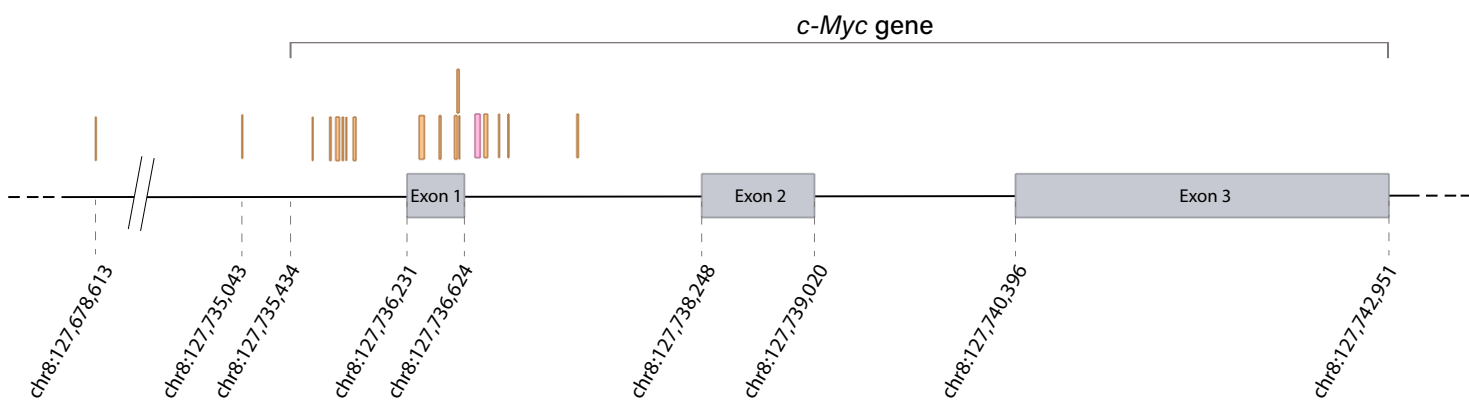 c-Myc gene
Exon 1
Exon 2
Exon 3
chr8:127,678,613
chr8:127,735,043
chr8:127,735,434
chr8:127,736,231
chr8:127,736,624
chr8:127,738,248
chr8:127,739,020
chr8:127,740,396
chr8:127,742,951